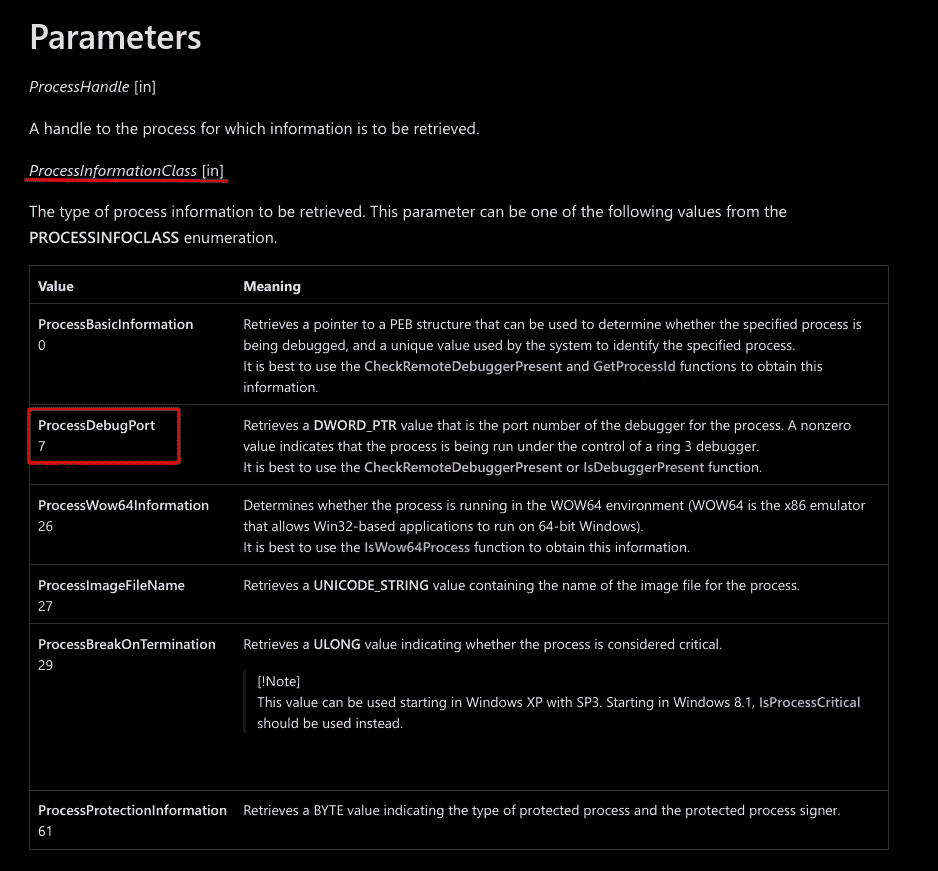 Parameters
ProcessHandle [in]
A handle to the process for which information is to be retrieved.
ProcessInformationClass [in]
The type of process information to be retrieved. This parameter can be one of the following values from the
PROCESSINFOCLASS enumeration.
Value Meaning
ProcessBasicInformation
0
Retrieves a pointer to a PEB structure that can be used to determine whether the specified process is
being debugged, and a unique value used by the system to identify the specified process.
It is best to use the CheckRemoteDebuggerPresent and GetProcessId functions to obtain this
information.
ProcessDebugPort
7
Retrieves a DWORD_PTR value that is the port number of the debugger for the process. A nonzero
value indicates that the process is being run under the control of a ring 3 debugger.
It is best to use the CheckRemoteDebuggerPresent or IsDebuggerPresent function.
ProcessWow64Information
26
Determines whether the process is running in the WOW64 environment (WOW64 is the x86 emulator
that allows Win32-based applications to run on 64-bit Windows).
It is best to use the IsWow64Process function to obtain this information.
ProcessImageFileName
27
Retrieves a UNICODE_STRING value containing the name of the image file for the process.
ProcessBreakOnTermination
29
Retrieves a ULONG value indicating whether the process is considered critical.
[!Note]
This value can be used starting in Windows XP with SP3. Starting in Windows 8.1, IsProcessCritical
should be used instead.
ProcessProtectionInformation
61
Retrieves a BYTE value indicating the type of protected process and the protected process signer.